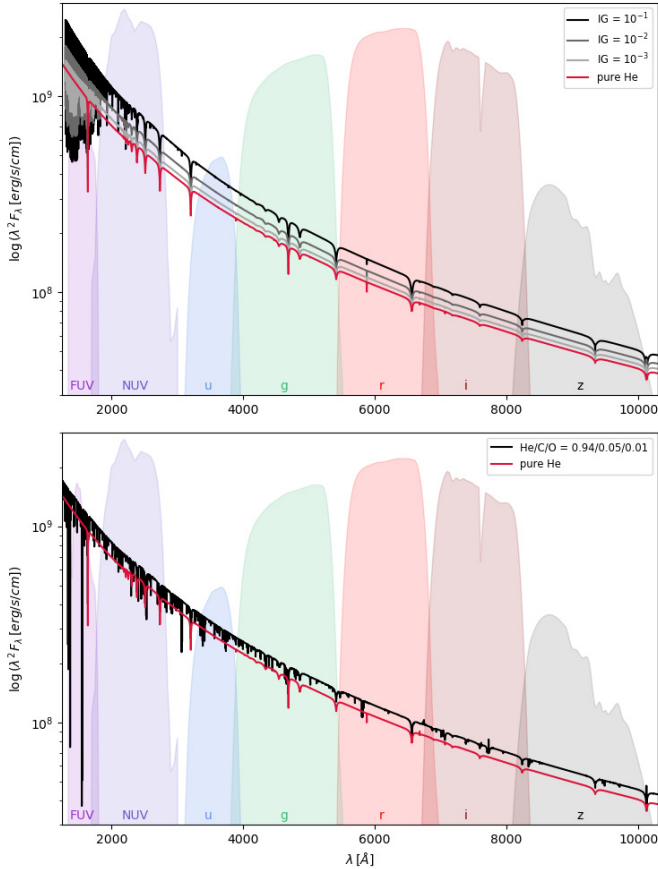 IG = 10⁻¹
IG = 10⁻²
IG = 10⁻³
pure He
log (λ² F_λ [erg/s/cm])
10⁹
10⁸
FUV NUV u g r i z
2000 4000 6000 8000 10000
He/C/O = 0.94/0.05/0.01
pure He
log (λ² F_λ [erg/s/cm])
10⁹
10⁸
FUV NUV u g r i z
2000 4000 6000 8000 10000
λ [Å]